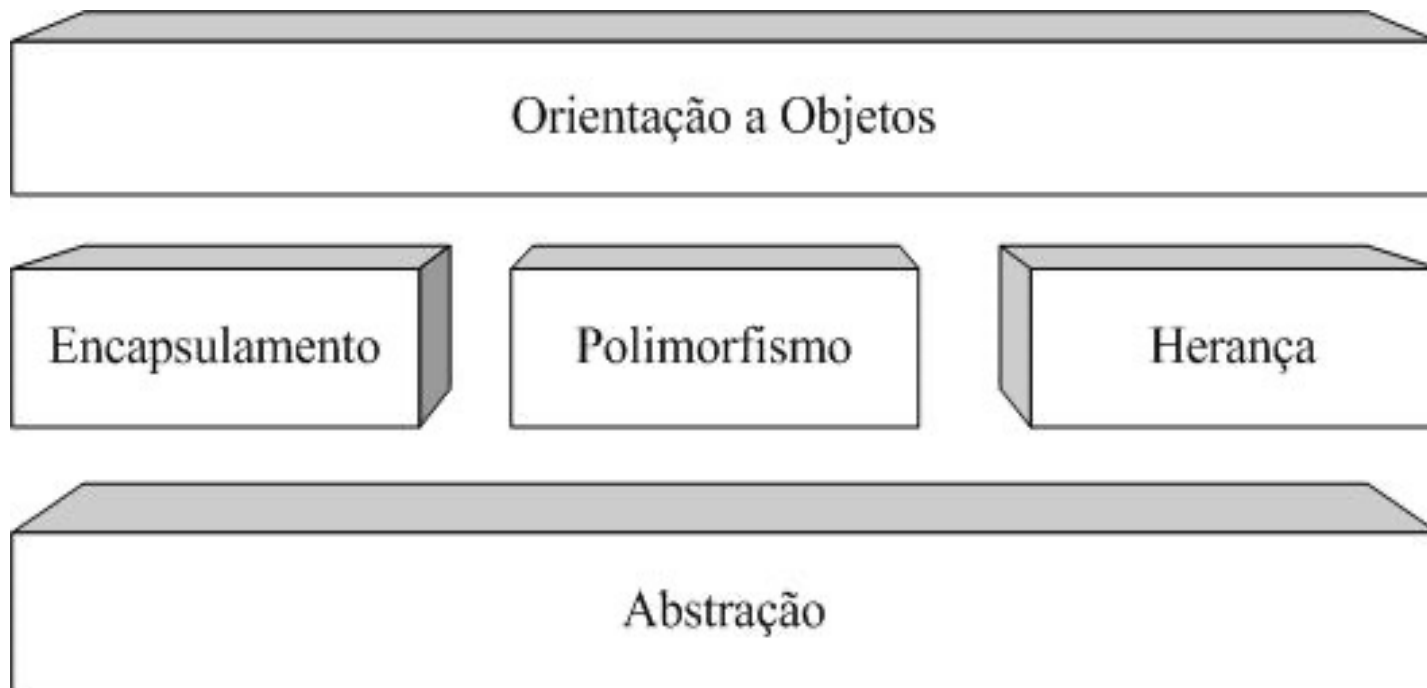 Orientação a Objetos
Encapsulamento
Polimorfismo
Herança
Abstração